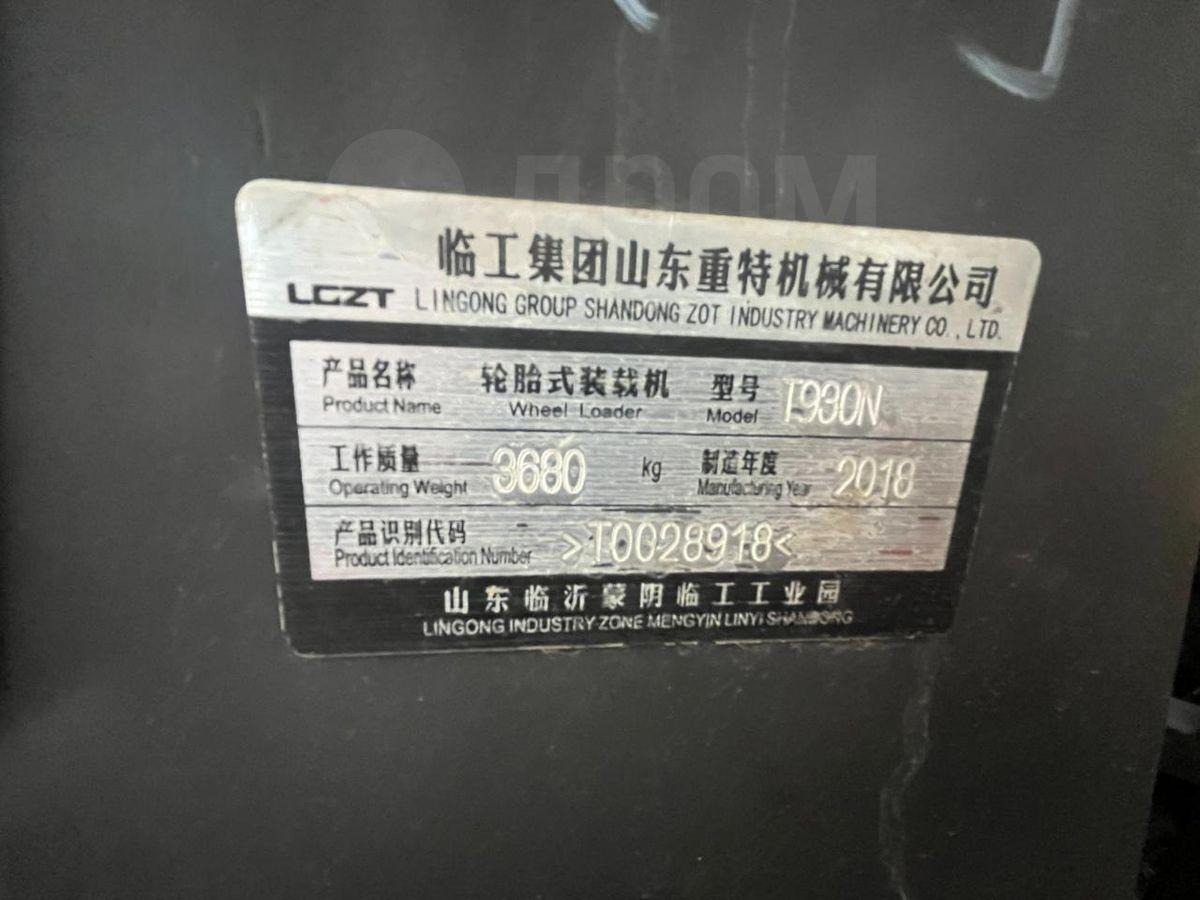 ДРОМ
临工集团山东重特机械有限公司
LGZT LINGONG GROUP SHANDONG ZOT INDUSTRY MACHINERY CO., LTD.
产品名称 轮胎式装载机 型号 T930N
Product Name Wheel Loader Model
工作质量 3680 kg 制造年度 2018
Operating Weight Manufacturing Year
产品识别代码 >T0028918<
Product Identification Number
山东临沂蒙阴临工工业园
LINGONG INDUSTRY ZONE MENGYIN LINYI SHANDONG